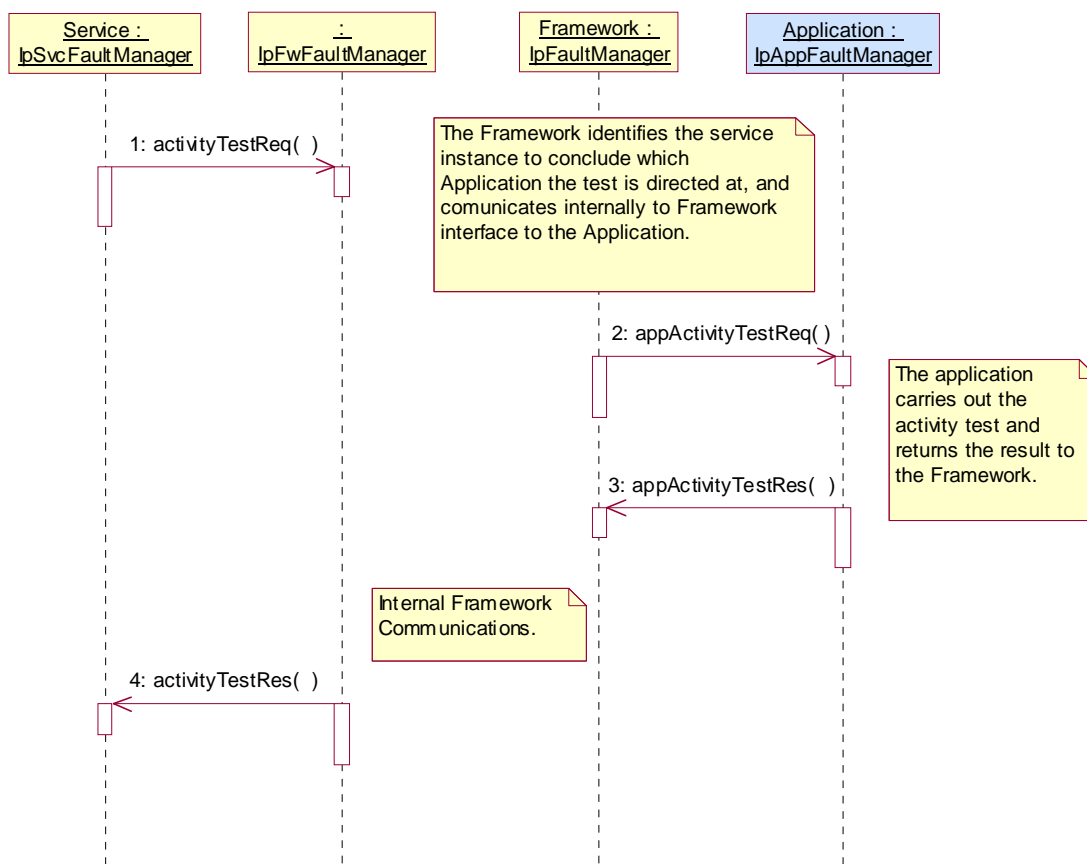 Service :
IpSvcFaultManager
:
IpFwFaultManager
Framework :
IpFaultManager
Application :
IpAppFaultManager
1: activityTestReq( )
The Framework identifies the service
instance to conclude which
Application the test is directed at, and
comunicates internally to Framework
interface to the Application.
2: appActivityTestReq( )
The application
carries out the
activity test and
returns the result to
the Framework.
3: appActivityTestRes( )
Internal Framework
Communications.
4: activityTestRes( )